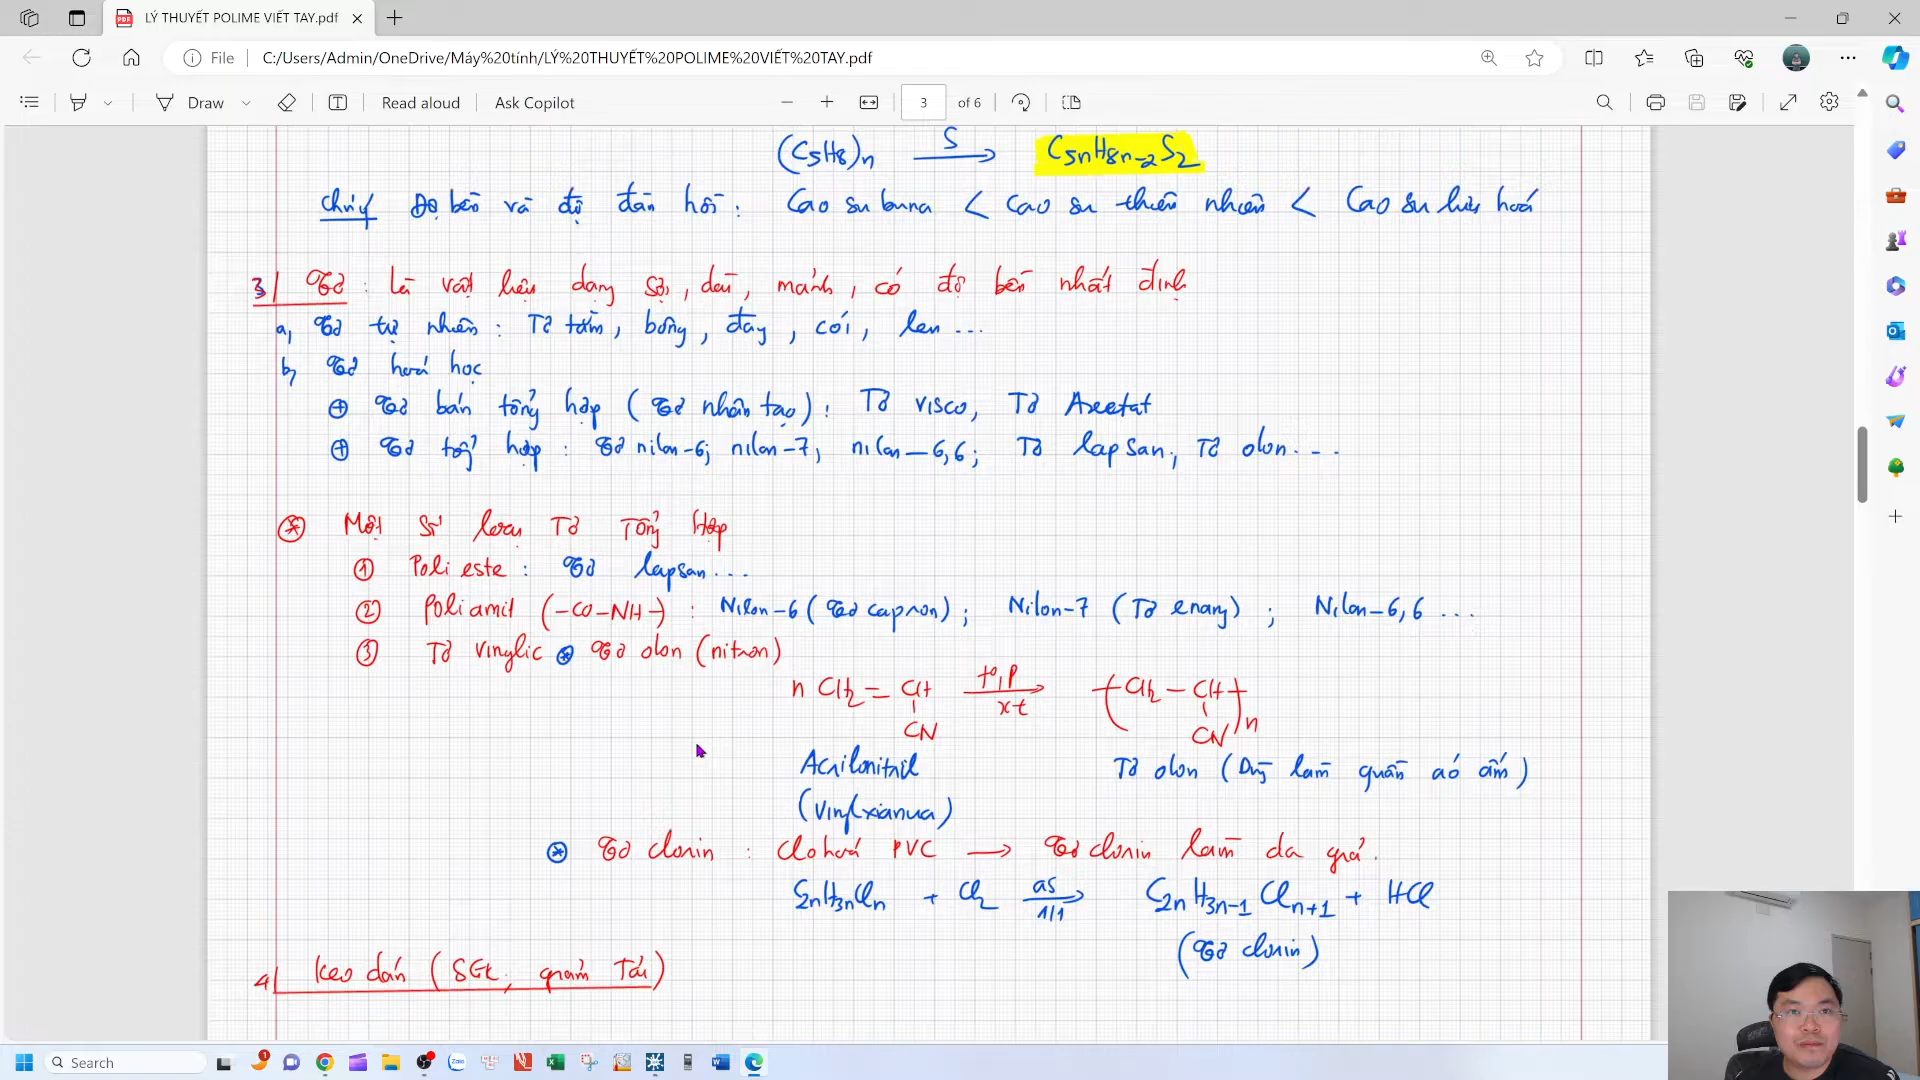 LÝ THUYẾT POLIME VIẾT TAY.pdf
File C:/Users/Admin/OneDrive/Máy%20tính/LÝ%20THUYẾT%20POLIME%20VIẾT%20TAY.pdf
Draw Read aloud Ask Copilot 3 of 6
(C5H8)n S C5nH8n-2S2
Chú ý Độ bền và độ đàn hồi: Cao su buna < Cao su thiên nhiên < Cao su lưu hoá
3/ Tơ: là vật liệu dạng sợi, dài, mảnh, có độ bền nhất định
a, Tơ tự nhiên: Tơ tằm, bông, đay, cói, len ...
b, Tơ hoá học
+ Tơ bán tổng hợp (Tơ nhân tạo): Tơ visco, Tơ Axetat
+ Tơ tổng hợp: Tơ nilon-6; nilon-7, nilon-6,6; Tơ lapsan; Tơ olon...
* Một số loại Tơ Tổng Hợp
① Poli este: Tơ lapsan...
② Poli amit (-CO-NH-): Nilon-6 (Tơ capron); Nilon-7 (Tơ enang); Nilon-6,6 ...
③ Tơ Vinylic * Tơ olon (nitron)
n CH2 = CH t°,P xt (CH2 - CH)n
CN CN
Acrilonitril Tơ olon (Dùng làm quần áo ấm)
(Vinylxianua)
* Tơ clorin: Clo hoá PVC → Tơ clorin làm da giả.
C2nH3nCln + Cl2 as 1/1 C2nH3n-1Cln+1 + HCl
(Tơ clorin)
4/ Keo dán (SGK, giảm Tải)
Search 1 Zalo